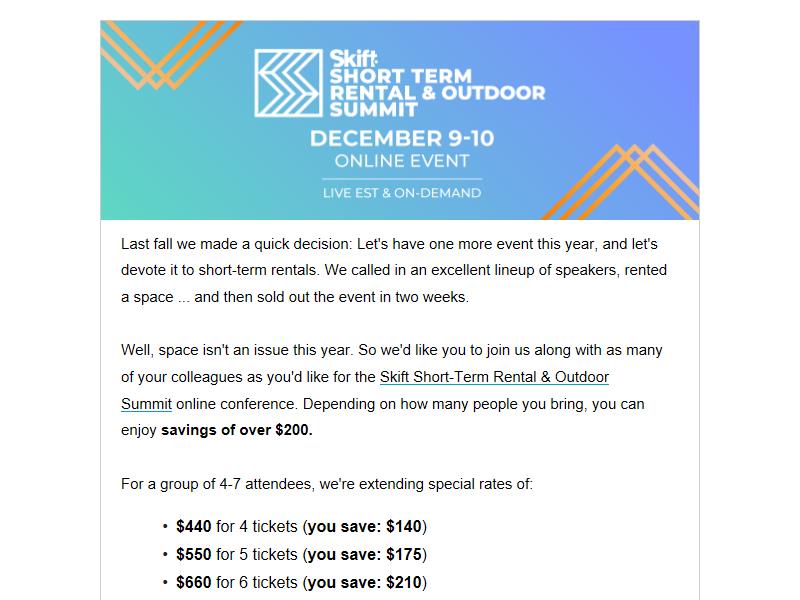 Skift:
SHORT TERM
RENTAL & OUTDOOR
SUMMIT
DECEMBER 9-10
ONLINE EVENT
LIVE EST & ON-DEMAND
Last fall we made a quick decision: Let's have one more event this year, and let's
devote it to short-term rentals. We called in an excellent lineup of speakers, rented
a space ... and then sold out the event in two weeks.
Well, space isn't an issue this year. So we'd like you to join us along with as many
of your colleagues as you'd like for the Skift Short-Term Rental & Outdoor
Summit online conference. Depending on how many people you bring, you can
enjoy savings of over $200.
For a group of 4-7 attendees, we're extending special rates of:
• $440 for 4 tickets (you save: $140)
• $550 for 5 tickets (you save: $175)
• $660 for 6 tickets (you save: $210)